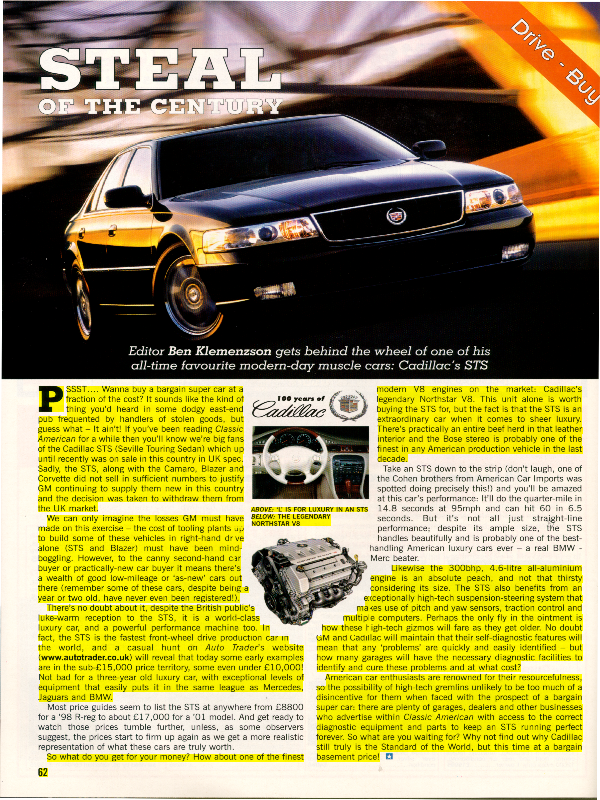 Drive - Buy
STEAL
OF THE CENTURY
Editor Ben Klemenzson gets behind the wheel of one of his
all-time favourite modern-day muscle cars: Cadillac's STS
PSSST.... Wanna buy a bargain super car at a
fraction of the cost? It sounds like the kind of
thing you'd heard in some dodgy east-end
pub frequented by handlers of stolen goods, but
guess what – It ain't! If you've been reading Classic
American for a while then you'll know we're big fans
of the Cadillac STS (Seville Touring Sedan) which up
until recently was on sale in this country in UK spec.
Sadly, the STS, along with the Camaro, Blazer and
Corvette did not sell in sufficient numbers to justify
GM continuing to supply them new in this country
and the decision was taken to withdraw them from
the UK market.
We can only imagine the losses GM must have
made on this exercise – the cost of tooling plants up
to build some of these vehicles in right-hand drive
alone (STS and Blazer) must have been mind-
boggling. However, to the canny second-hand car
buyer or practically-new car buyer it means there's
a wealth of good low-mileage or 'as-new' cars out
there (remember some of these cars, despite being a
year or two old, have never even been registered!).
There's no doubt about it, despite the British public's
luke-warm reception to the STS, it is a world-class
luxury car, and a powerful performance machine too. In
fact, the STS is the fastest front-wheel drive production car in
the world, and a casual hunt on Auto Trader's website
(www.autotrader.co.uk) will reveal that today some early examples
are in the sub-£15,000 price territory, some even under £10,000!
Not bad for a three-year old luxury car, with exceptional levels of
equipment that easily puts it in the same league as Mercedes,
Jaguars and BMW.
Most price guides seem to list the STS at anywhere from £8800
for a '98 R-reg to about £17,000 for a '01 model. And get ready to
watch those prices tumble further, unless, as some observers
suggest, the prices start to firm up again as we get a more realistic
representation of what these cars are truly worth.
So what do you get for your money? How about one of the finest
100 years of
Cadillac
ABOVE: 'L' IS FOR LUXURY IN AN STS
BELOW: THE LEGENDARY
NORTHSTAR V8
modern V8 engines on the market: Cadillac's
legendary Northstar V8. This unit alone is worth
buying the STS for, but the fact is that the STS is an
extraordinary car when it comes to sheer luxury.
There's practically an entire beef herd in that leather
interior and the Bose stereo is probably one of the
finest in any American production vehicle in the last
decade.
Take an STS down to the strip (don't laugh, one of
the Cohen brothers from American Car Imports was
spotted doing precisely this!) and you'll be amazed
at this car's performance: It'll do the quarter-mile in
14.8 seconds at 95mph and can hit 60 in 6.5
seconds. But it's not all just straight-line
performance; despite its ample size, the STS
handles beautifully and is probably one of the best-
handling American luxury cars ever – a real BMW -
Merc beater.
Likewise the 300bhp, 4.6-litre all-aluminium
engine is an absolute peach, and not that thirsty
considering its size. The STS also benefits from an
exceptionally high-tech suspension-steering system that
makes use of pitch and yaw sensors, traction control and
multiple computers. Perhaps the only fly in the ointment is
how these high-tech gizmos will fare as they get older. No doubt
GM and Cadillac will maintain that their self-diagnostic features will
mean that any 'problems' are quickly and easily identified – but
how many garages will have the necessary diagnostic facilities to
identify and cure these problems and at what cost?
American car enthusiasts are renowned for their resourcefulness,
so the possibility of high-tech gremlins unlikely to be too much of a
disincentive for them when faced with the prospect of a bargain
super car: there are plenty of garages, dealers and other businesses
who advertise within Classic American with access to the correct
diagnostic equipment and parts to keep an STS running perfect
forever. So what are you waiting for? Why not find out why Cadillac
still truly is the Standard of the World, but this time at a bargain
basement price!
62